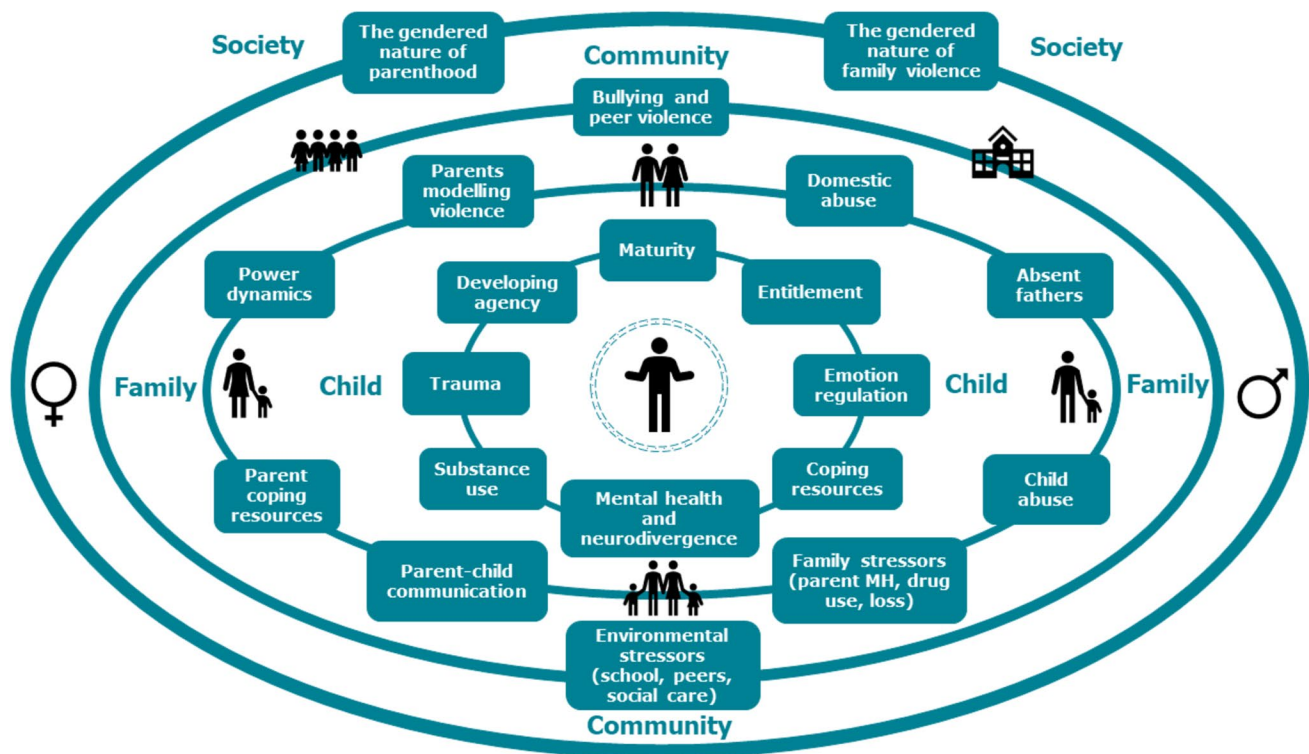 Society
The gendered
nature of
parenthood
Community
The gendered
nature of
family violence
Society
Bullying and
peer violence
Parents
modelling
violence
Domestic
abuse
Maturity
Power
dynamics
Developing
agency
Entitlement
Absent
fathers
Family
Child
Trauma
Emotion
regulation
Child
Family
Parent
coping
resources
Substance
use
Mental health
and
neurodivergence
Coping
resources
Child
abuse
Parent-child
communication
Family stressors
(parent MH, drug
use, loss)
Environmental
stressors
(school, peers,
social care)
Community